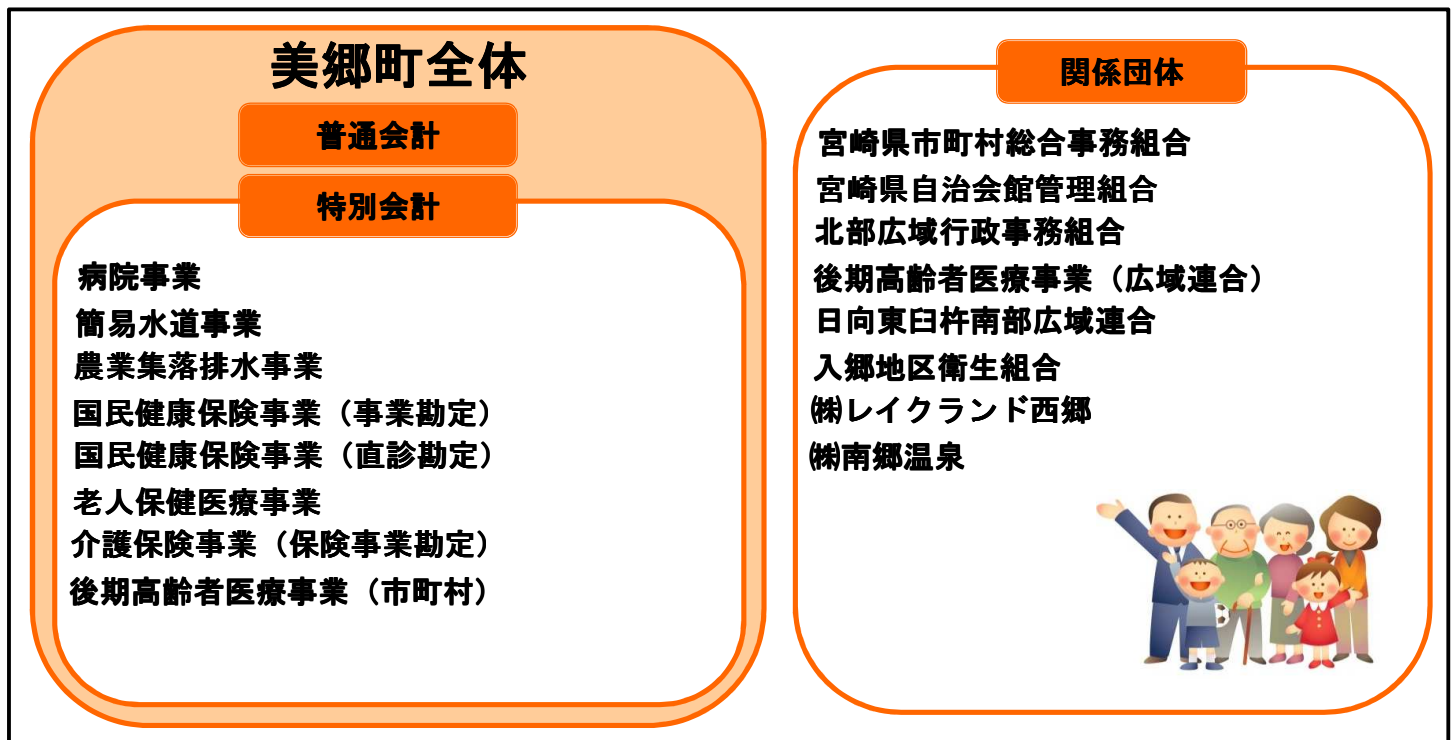 美郷町全体
普通会計
特別会計
病院事業
簡易水道事業
農業集落排水事業
国民健康保険事業（事業勘定）
国民健康保険事業（直診勘定）
老人保健医療事業
介護保険事業（保険事業勘定）
後期高齢者医療事業（市町村）
関係団体
宮崎県市町村総合事務組合
宮崎県自治会館管理組合
北部広域行政事務組合
後期高齢者医療事業（広域連合）
日向東臼杵南部広域連合
入郷地区衛生組合
㈱レイクランド西郷
㈱南郷温泉